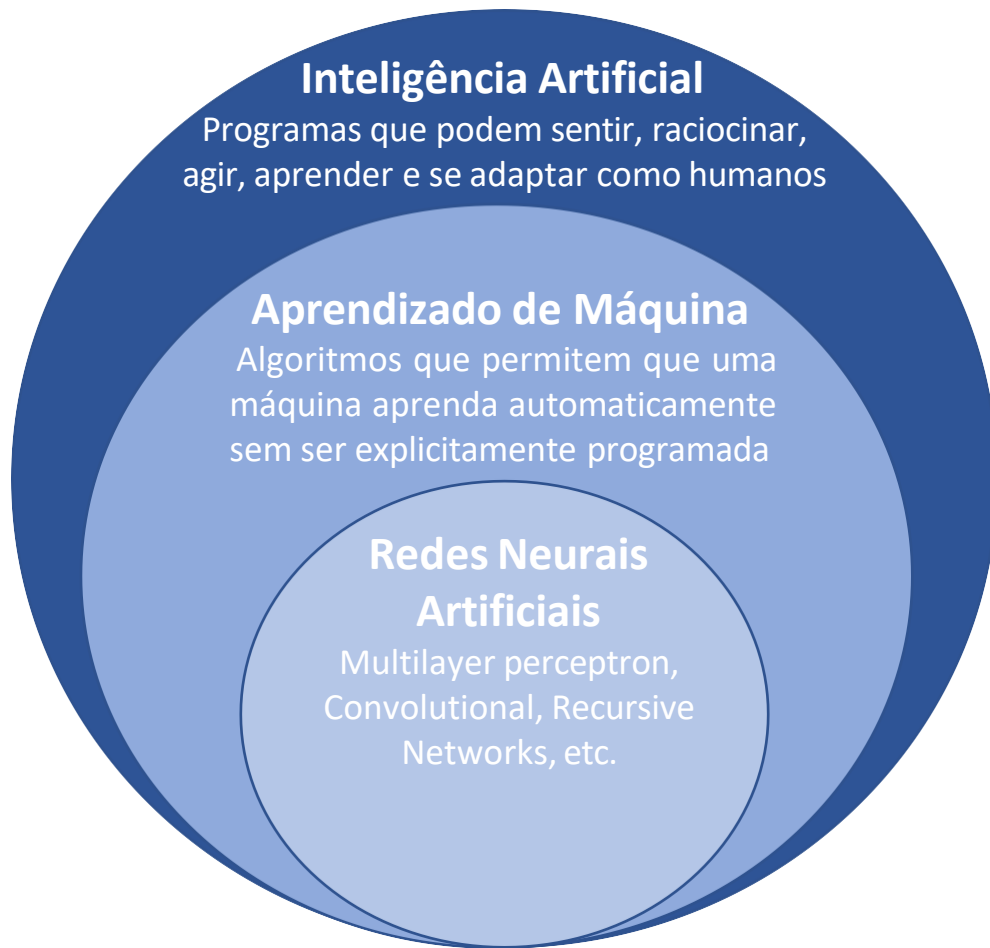 Inteligência Artificial
Programas que podem sentir, raciocinar,
agir, aprender e se adaptar como humanos
Aprendizado de Máquina
Algoritmos que permitem que uma
máquina aprenda automaticamente
sem ser explicitamente programada
Redes Neurais
Artificiais
Multilayer perceptron,
Convolutional, Recursive
Networks, etc.